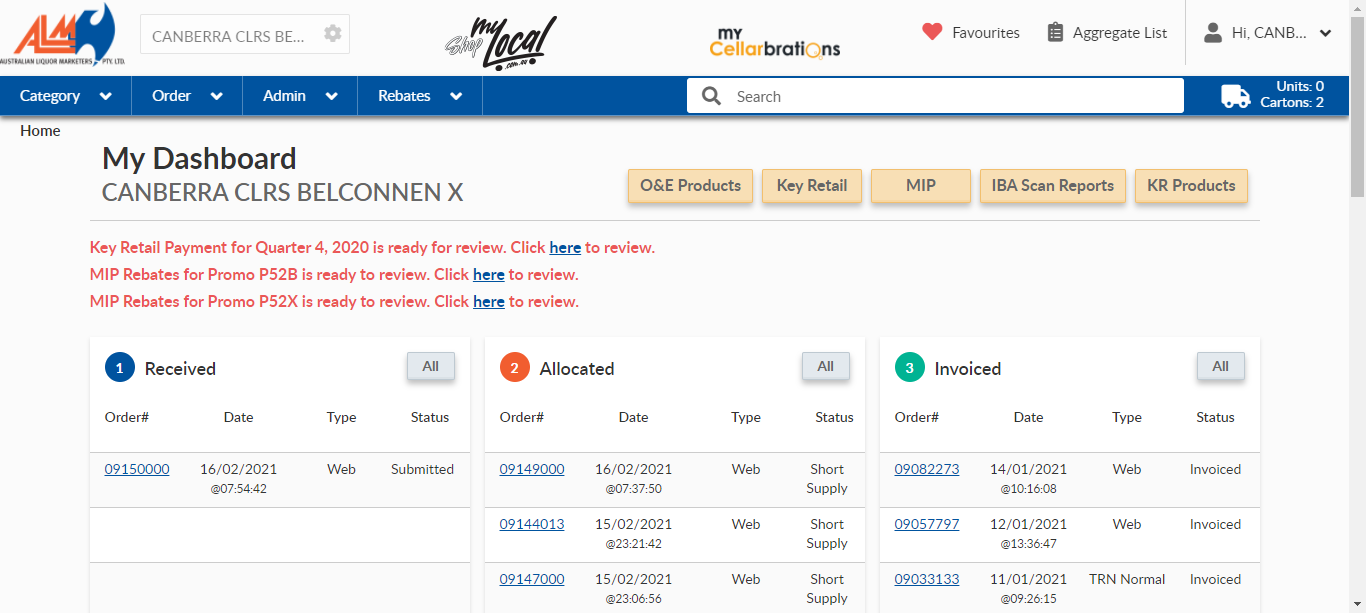 ALM
AUSTRALIAN LIQUOR MARKETERS PTY. LTD.
CANBERRA CLRS BE...
Shop my Local .com.au
my Cellarbrations
Favourites
Aggregate List
Hi, CANB...
Category
Order
Admin
Rebates
Search
Units: 0
Cartons: 2
Home
My Dashboard
CANBERRA CLRS BELCONNEN X
O&E Products
Key Retail
MIP
IBA Scan Reports
KR Products
Key Retail Payment for Quarter 4, 2020 is ready for review. Click here to review.
MIP Rebates for Promo P52B is ready to review. Click here to review.
MIP Rebates for Promo P52X is ready to review. Click here to review.
1 Received All
Order# Date Type Status
09150000 16/02/2021 Web Submitted
@07:54:42
2 Allocated All
Order# Date Type Status
09149000 16/02/2021 Web Short
@07:37:50 Supply
09144013 15/02/2021 Web Short
@23:21:42 Supply
09147000 15/02/2021 Web Short
@23:06:56 Supply
3 Invoiced All
Order# Date Type Status
09082273 14/01/2021 Web Invoiced
@10:16:08
09057797 12/01/2021 Web Invoiced
@13:36:47
09033133 11/01/2021 TRN Normal Invoiced
@09:26:15